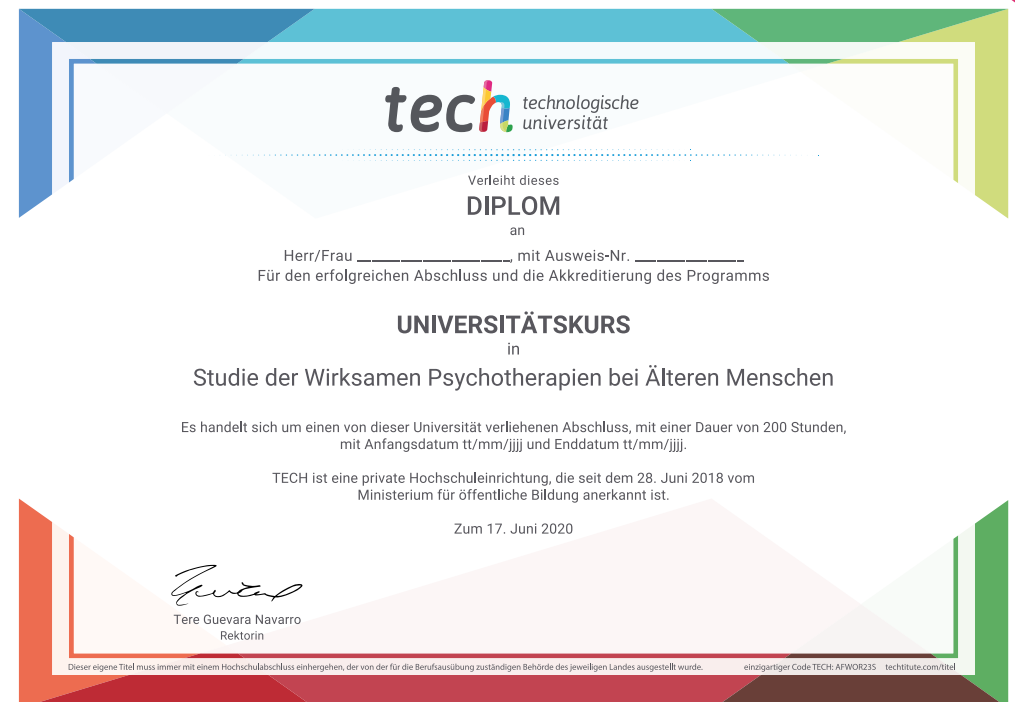 tech technologische
universität
Verleiht dieses
DIPLOM
an
Herr/Frau ____________________, mit Ausweis-Nr. ______________
Für den erfolgreichen Abschluss und die Akkreditierung des Programms
UNIVERSITÄTSKURS
in
Studie der Wirksamen Psychotherapien bei Älteren Menschen
Es handelt sich um einen von dieser Universität verliehenen Abschluss, mit einer Dauer von 200 Stunden,
mit Anfangsdatum tt/mm/jjjj und Enddatum tt/mm/jjjj.
TECH ist eine private Hochschuleinrichtung, die seit dem 28. Juni 2018 vom
Ministerium für öffentliche Bildung anerkannt ist.
Zum 17. Juni 2020
Tere Guevara Navarro
Rektorin
Dieser eigene Titel muss immer mit einem Hochschulabschluss einhergehen, der von der für die Berufsausübung zuständigen Behörde des jeweiligen Landes ausgestellt wurde. einzigartiger Code TECH: AFWOR23S techtitute.com/titel